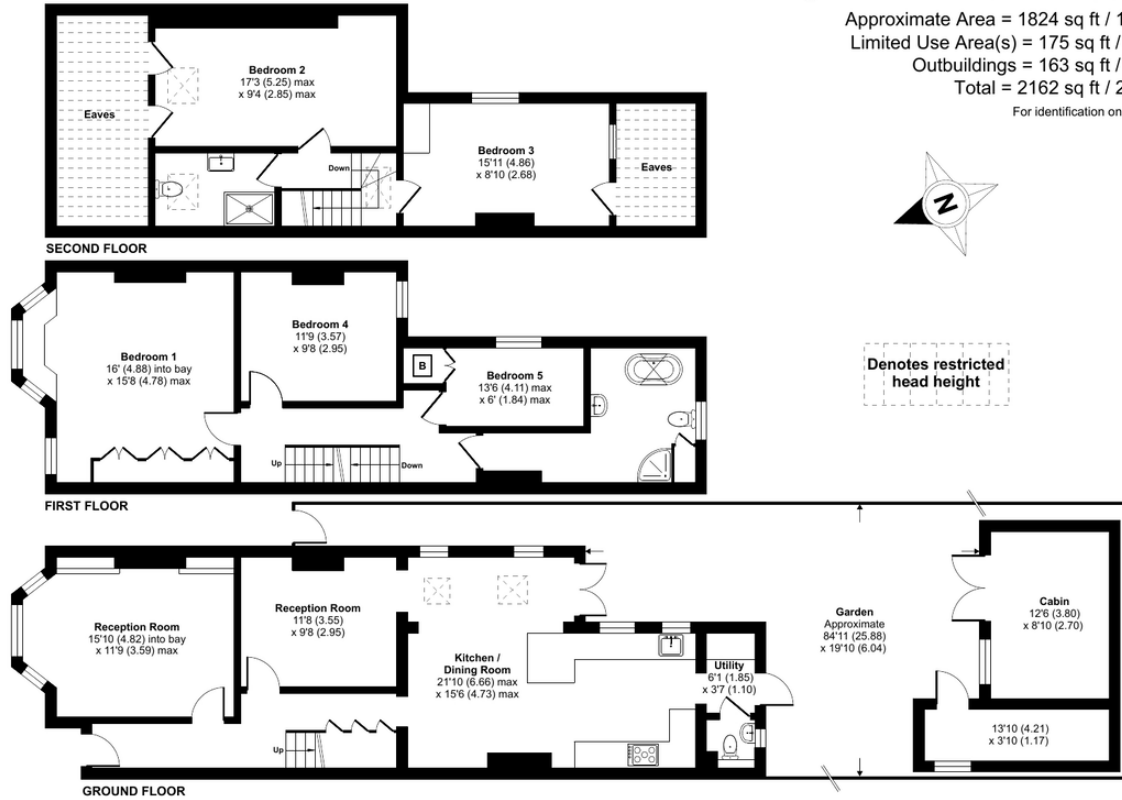 Approximate Area = 1824 sq ft / 1
Limited Use Area(s) = 175 sq ft /
Outbuildings = 163 sq ft /
Total = 2162 sq ft / 2
For identification on
Bedroom 2
17'3 (5.25) max
x 9'4 (2.85) max
Eaves
Down
Bedroom 3
15'11 (4.86)
x 8'10 (2.68)
Eaves
SECOND FLOOR
N
Bedroom 1
16' (4.88) into bay
x 15'8 (4.78) max
Bedroom 4
11'9 (3.57)
x 9'8 (2.95)
B
Bedroom 5
13'6 (4.11) max
x 6' (1.84) max
Up
Down
FIRST FLOOR
Denotes restricted
head height
Reception Room
15'10 (4.82) into bay
x 11'9 (3.59) max
Reception Room
11'8 (3.55)
x 9'8 (2.95)
Kitchen /
Dining Room
21'10 (6.66) max
x 15'6 (4.73) max
Utility
6'1 (1.85)
x 3'7 (1.10)
Garden
Approximate
84'11 (25.88)
x 19'10 (6.04)
Cabin
12'6 (3.80)
x 8'10 (2.70)
13'10 (4.21)
x 3'10 (1.17)
Up
GROUND FLOOR